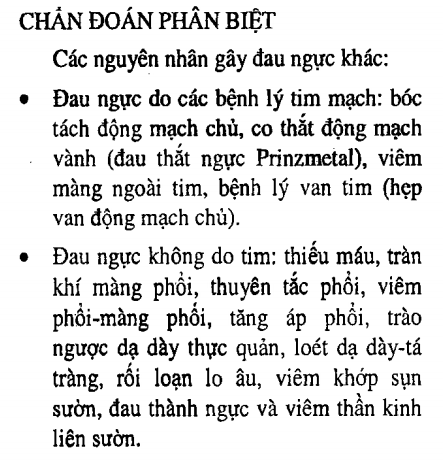 CHẨN ĐOÁN PHÂN BIỆT
Các nguyên nhân gây đau ngực khác:
• Đau ngực do các bệnh lý tim mạch: bóc
tách động mạch chủ, co thắt động mạch
vành (đau thắt ngực Prinzmetal), viêm
màng ngoài tim, bệnh lý van tim (hẹp
van động mạch chủ).
• Đau ngực không do tim: thiếu máu, tràn
khí màng phổi, thuyên tắc phổi, viêm
phổi-màng phổi, tăng áp phổi, trào
ngược dạ dày thực quản, loét dạ dày-tá
tràng, rối loạn lo âu, viêm khớp sụn
sườn, đau thành ngực và viêm thần kinh
liên sườn.